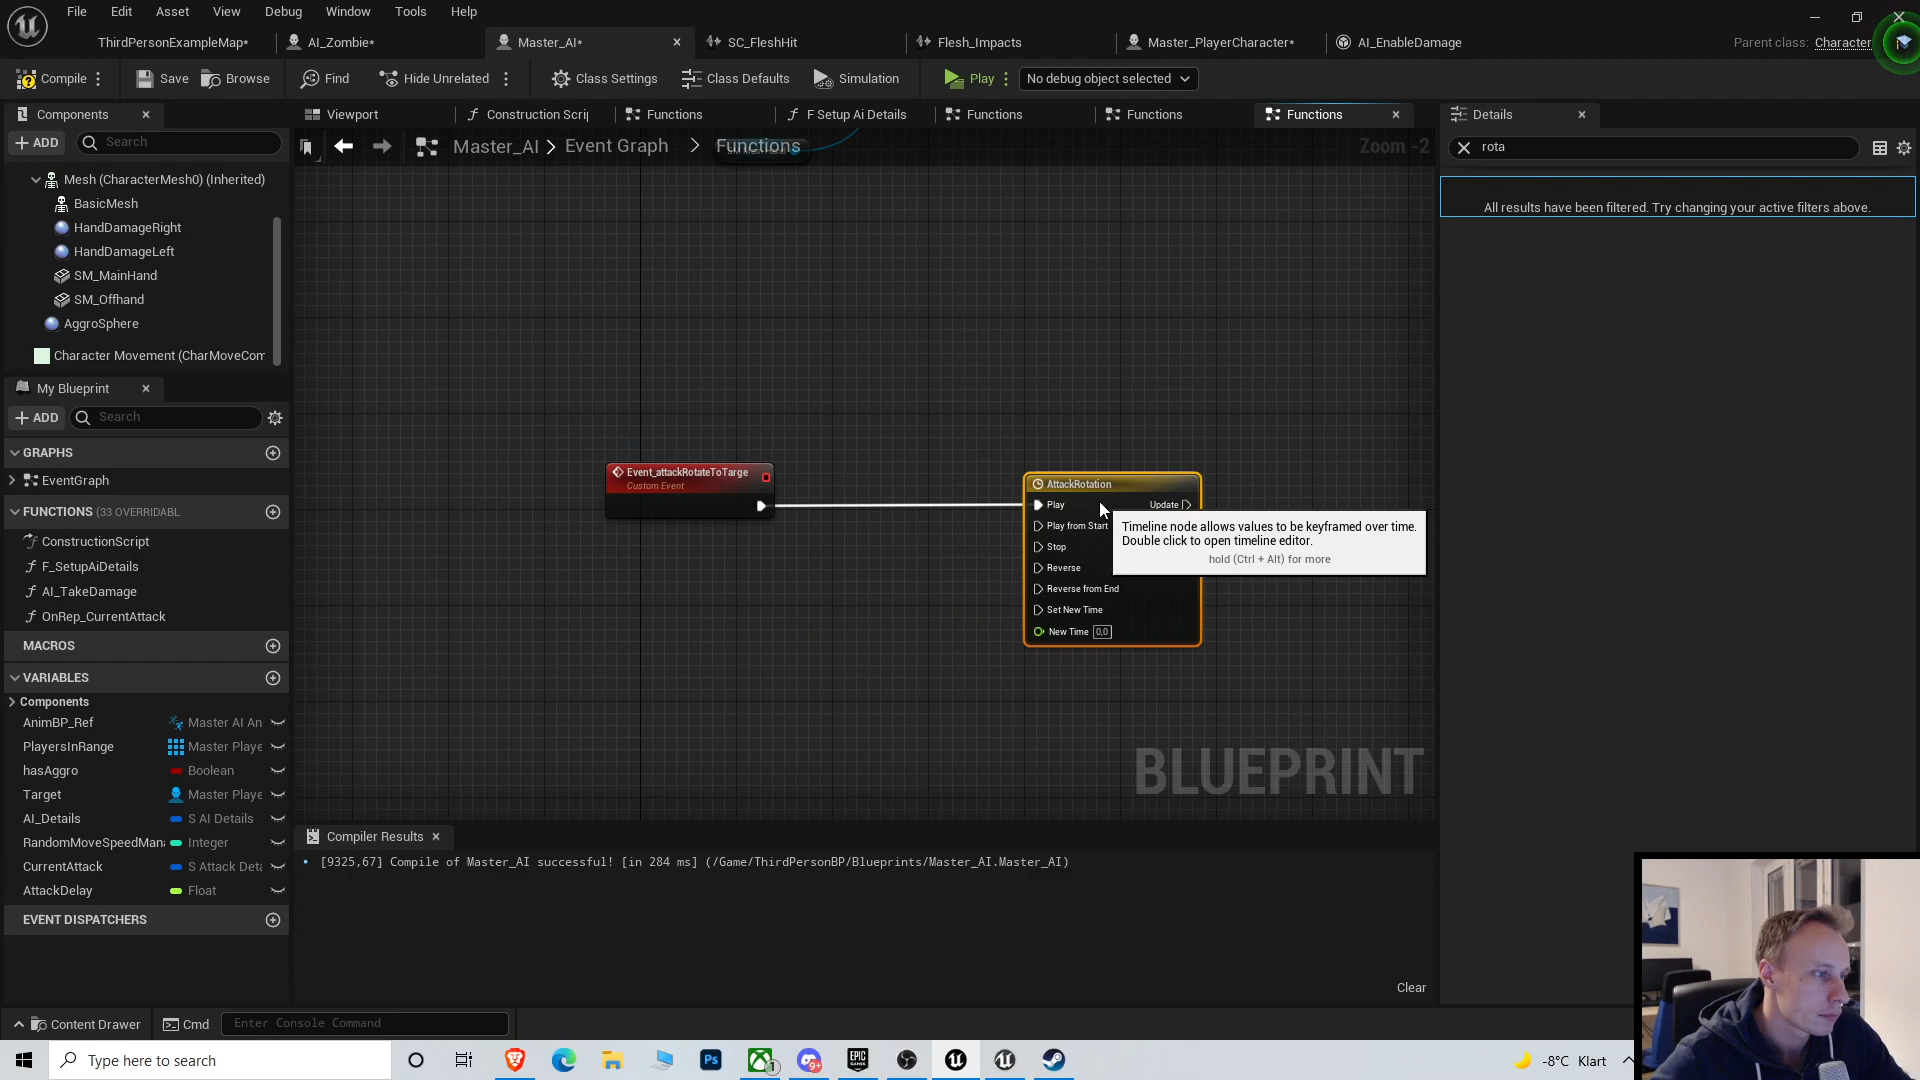 File Edit Asset View Debug Window Tools Help
ThirdPersonExampleMap* AI_Zombie* Master_AI* SC_FleshHit Flesh_Impacts Master_PlayerCharacter* AI_EnableDamage Parent class: Character
Compile Save Browse Find Hide Unrelated Class Settings Class Defaults Simulation Play No debug object selected
Components Viewport Construction Scrij Functions F Setup Ai Details Functions Functions Functions Details
ADD Search
Master_AI Event Graph Functions Zoom -2
rota
All results have been filtered. Try changing your active filters above.
Mesh (CharacterMesh0) (Inherited)
BasicMesh
HandDamageRight
HandDamageLeft
SM_MainHand
SM_Offhand
AggroSphere
Character Movement (CharMoveCom
My Blueprint
ADD Search
GRAPHS
EventGraph
FUNCTIONS (33 OVERRIDABL
ConstructionScript
F_SetupAiDetails
AI_TakeDamage
OnRep_CurrentAttack
MACROS
VARIABLES
Components
AnimBP_Ref Master AI An
PlayersInRange Master Playe
hasAggro Boolean
Target Master Playe
AI_Details S AI Details
RandomMoveSpeedMana Integer
CurrentAttack S Attack Deta
AttackDelay Float
EVENT DISPATCHERS
Event_attackRotateToTarge
Custom Event
AttackRotation
Play Update
Play from Start
Stop
Reverse
Reverse from End
Set New Time
New Time 0,0
Timeline node allows values to be keyframed over time.
Double click to open timeline editor.
hold (Ctrl + Alt) for more
BLUEPRINT
Compiler Results
[9325,67] Compile of Master_AI successful! [in 284 ms] (/Game/ThirdPersonBP/Blueprints/Master_AI.Master_AI)
Clear
Content Drawer Cmd Enter Console Command
Type here to search
Ps 1 9+ EPIC GAMES
-8°C Klart